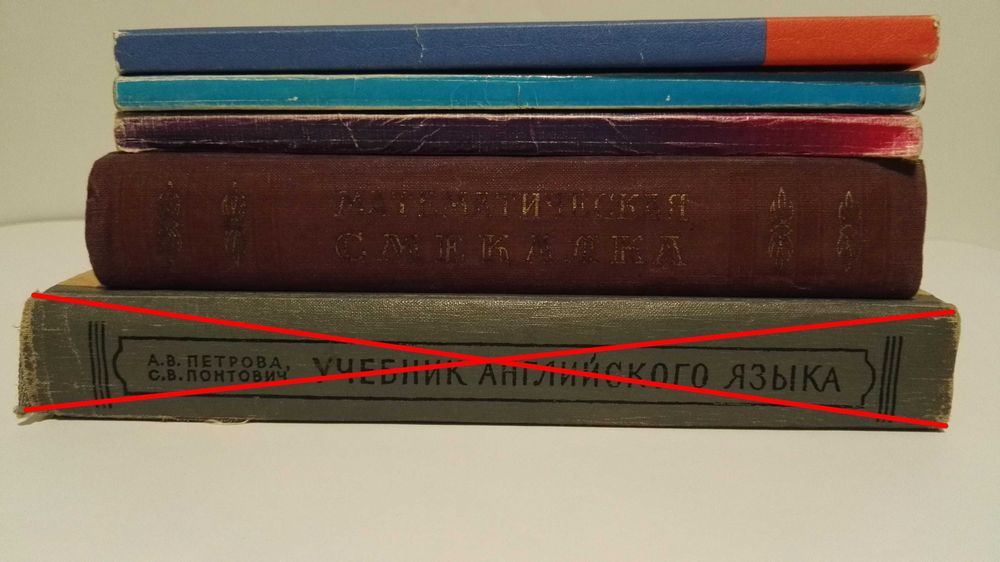 МАТЕМАТИЧЕСКАЯ
СМЕКАЛКА
А.В. ПЕТРОВА,
С.В. ПОНТОВИЧ
УЧЕБНИК АНГЛИЙСКОГО ЯЗЫКА